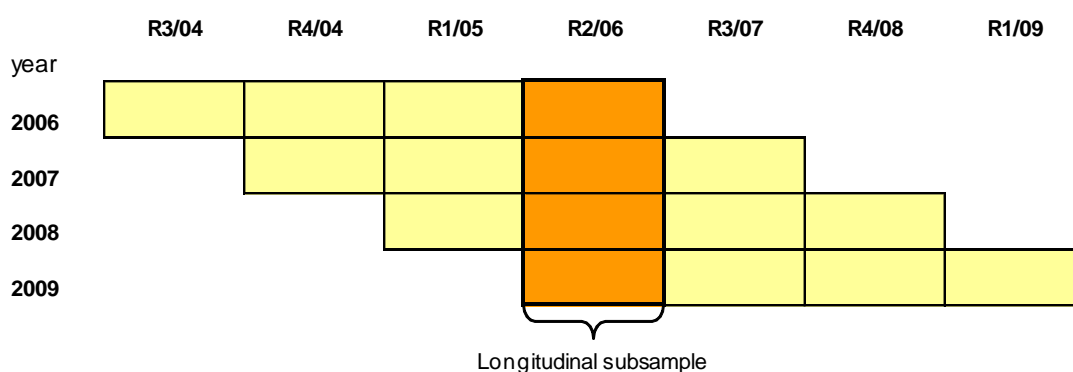 R3/04 R4/04 R1/05 R2/06 R3/07 R4/08 R1/09
year
2006
2007
2008
2009
Longitudinal subsample